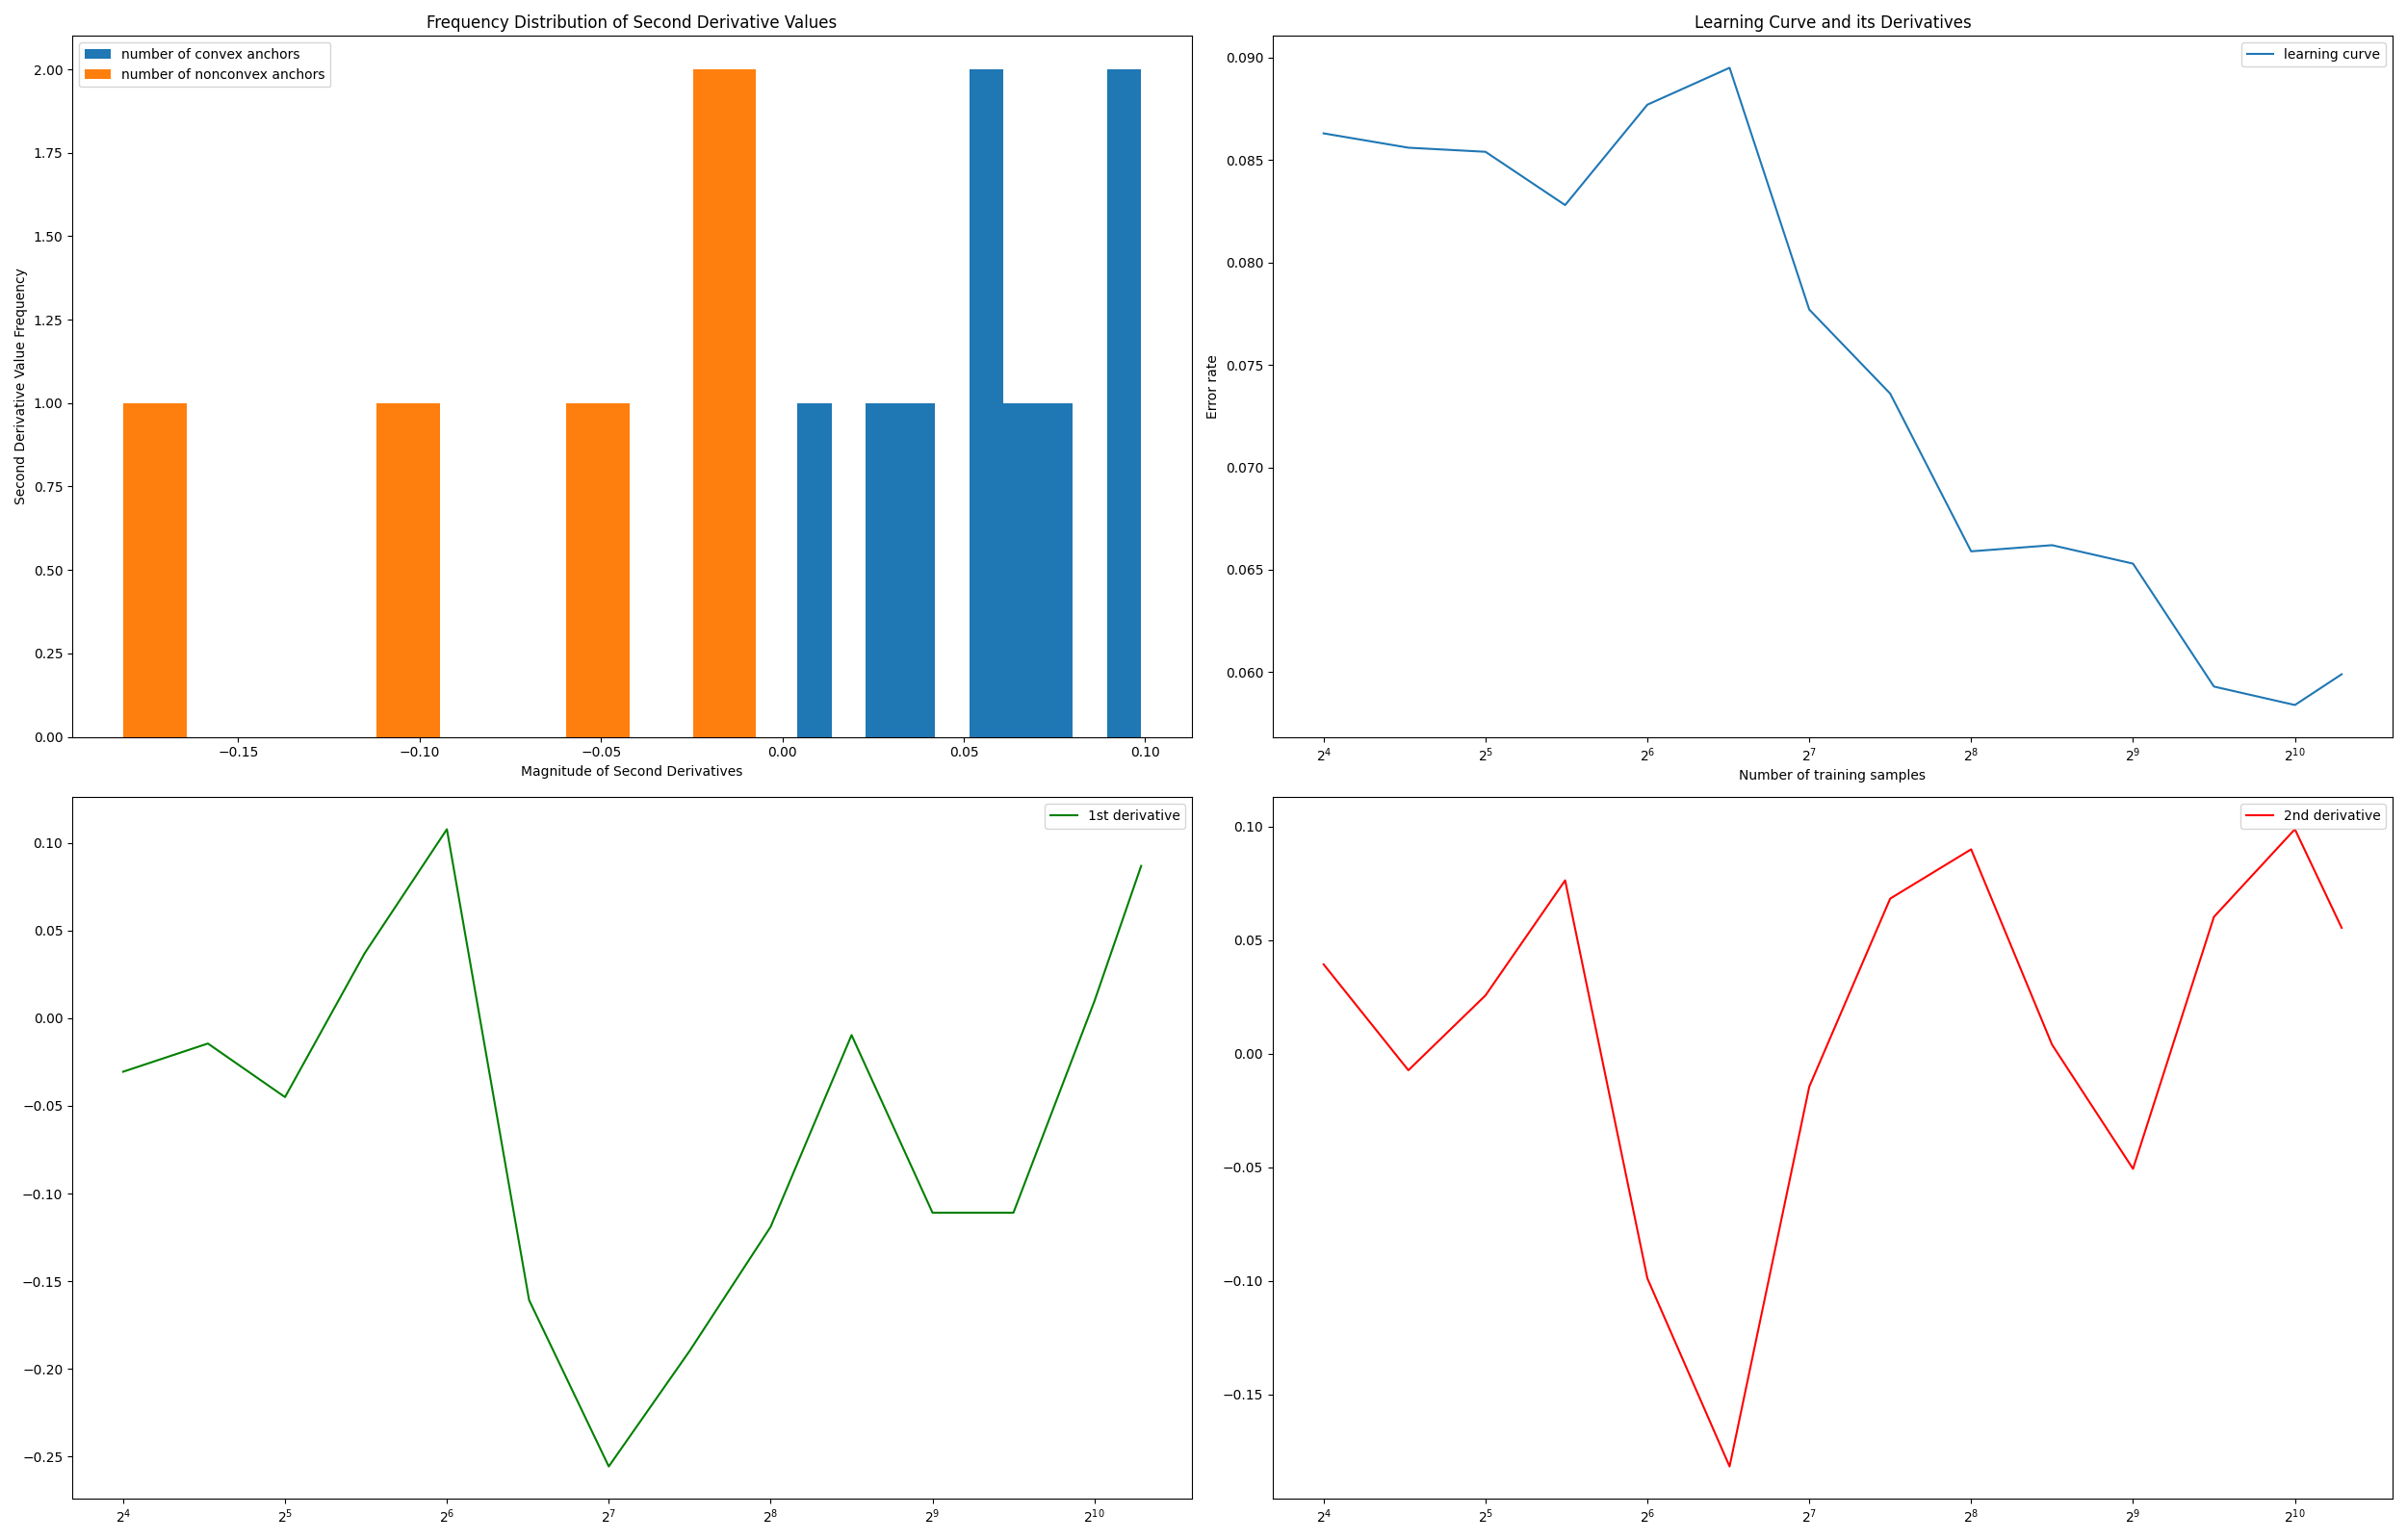 Frequency Distribution of Second Derivative Values
number of convex anchors
number of nonconvex anchors
Second Derivative Value Frequency
2.00
1.75
1.50
1.25
1.00
0.75
0.50
0.25
0.00
−0.15 −0.10 −0.05 0.00 0.05 0.10
Magnitude of Second Derivatives
Learning Curve and its Derivatives
learning curve
Error rate
0.090
0.085
0.080
0.075
0.070
0.065
0.060
2⁴ 2⁵ 2⁶ 2⁷ 2⁸ 2⁹ 2¹⁰
Number of training samples
1st derivative
0.10
0.05
0.00
−0.05
−0.10
−0.15
−0.20
−0.25
2⁴ 2⁵ 2⁶ 2⁷ 2⁸ 2⁹ 2¹⁰
2nd derivative
0.10
0.05
0.00
−0.05
−0.10
−0.15
2⁴ 2⁵ 2⁶ 2⁷ 2⁸ 2⁹ 2¹⁰